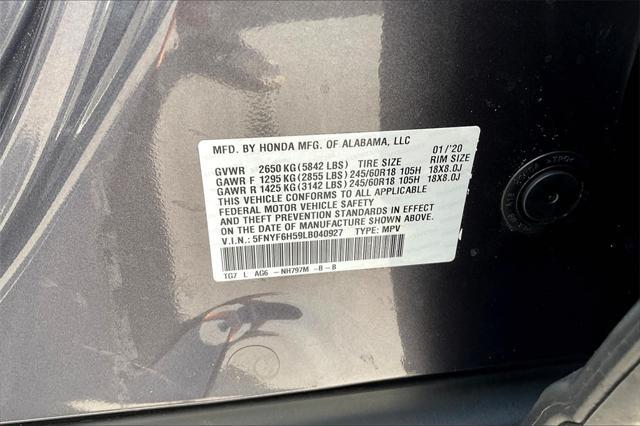 MFD. BY HONDA MFG. OF ALABAMA, LLC 01/'20
GVWR 2650 KG (5842 LBS) TIRE SIZE RIM SIZE
GAWR F 1295 KG (2855 LBS) 245/60R18 105H 18X8.0J
GAWR R 1425 KG (3142 LBS) 245/60R18 105H 18X8.0J
THIS VEHICLE CONFORMS TO ALL APPLICABLE
FEDERAL MOTOR VEHICLE SAFETY
AND THEFT PREVENTION STANDARDS IN EFFECT
ON THE DATE OF MANUFACTURE SHOWN ABOVE.
V.I.N.: 5FNYF6H59LB040927 TYPE: MPV
TG7 L AG6 - NH797M -B-B